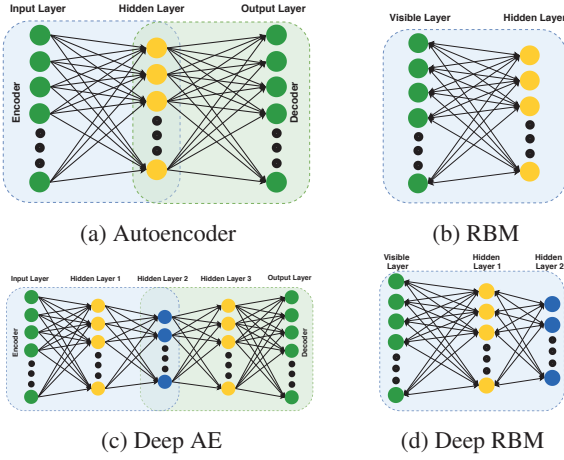 Input Layer
Hidden Layer
Output Layer
Encoder
Decoder
(a) Autoencoder
Visible Layer
Hidden Layer
(b) RBM
Input Layer
Hidden Layer 1
Hidden Layer 2
Hidden Layer 3
Output Layer
Encoder
Decoder
(c) Deep AE
Visible
Layer
Hidden
Layer 1
Hidden
Layer 2
(d) Deep RBM